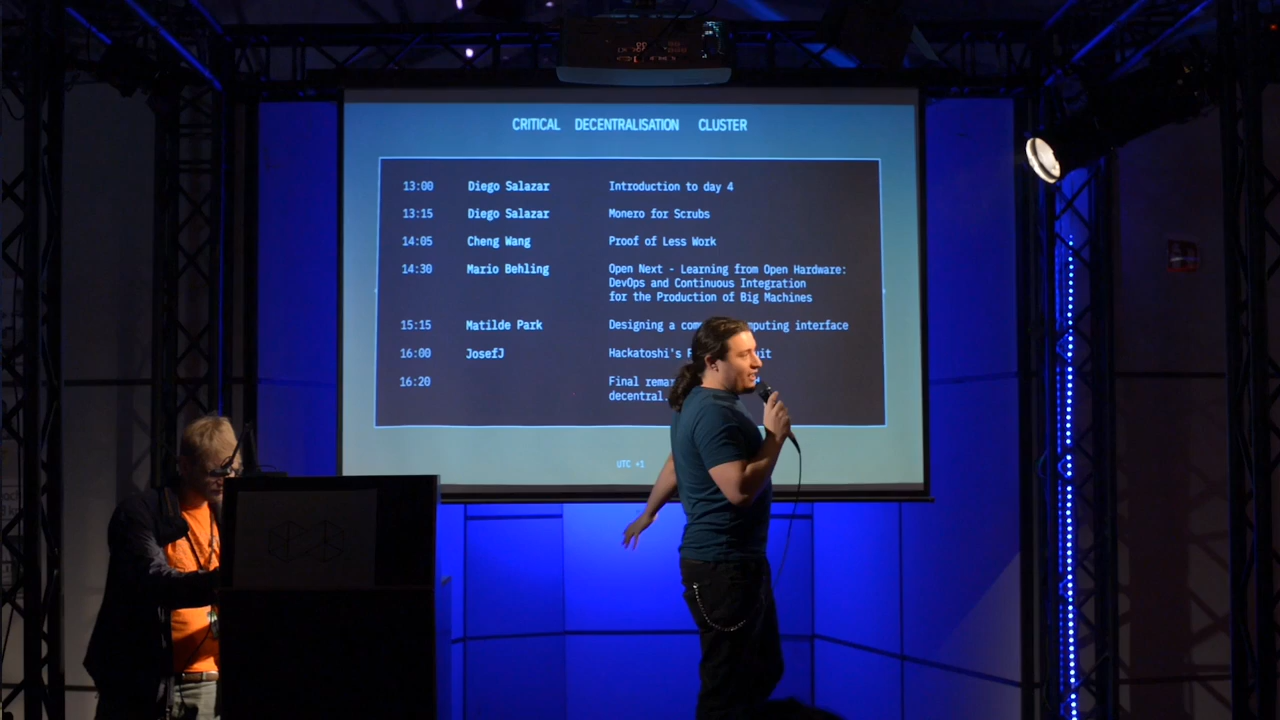 CRITICAL DECENTRALISATION CLUSTER
13:00 Diego Salazar Introduction to day 4
13:15 Diego Salazar Monero for Scrubs
14:05 Cheng Wang Proof of Less Work
14:30 Mario Behling Open Next - Learning from Open Hardware:
DevOps and Continuous Integration
for the Production of Big Machines
15:15 Matilde Park Designing a interface
16:00 JosefJ Hackatoshi's
16:20 Final
decentral.
UTC +1